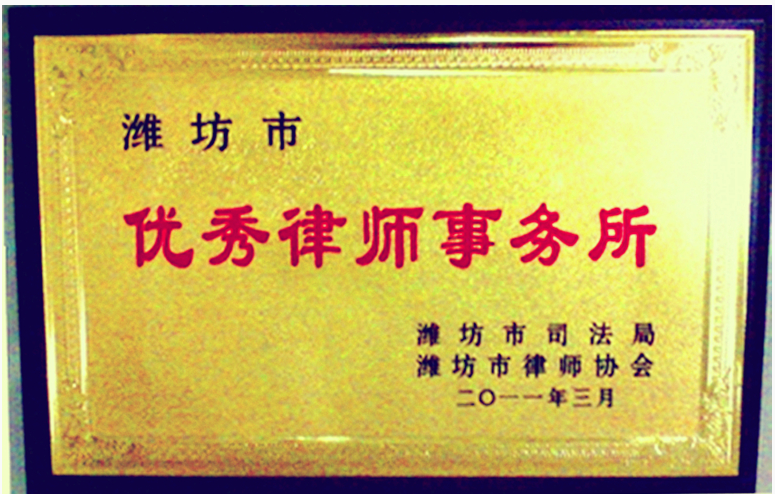 潍坊市
优秀律师事务所
潍坊市司法局
潍坊市律师协会
二〇一一年三月